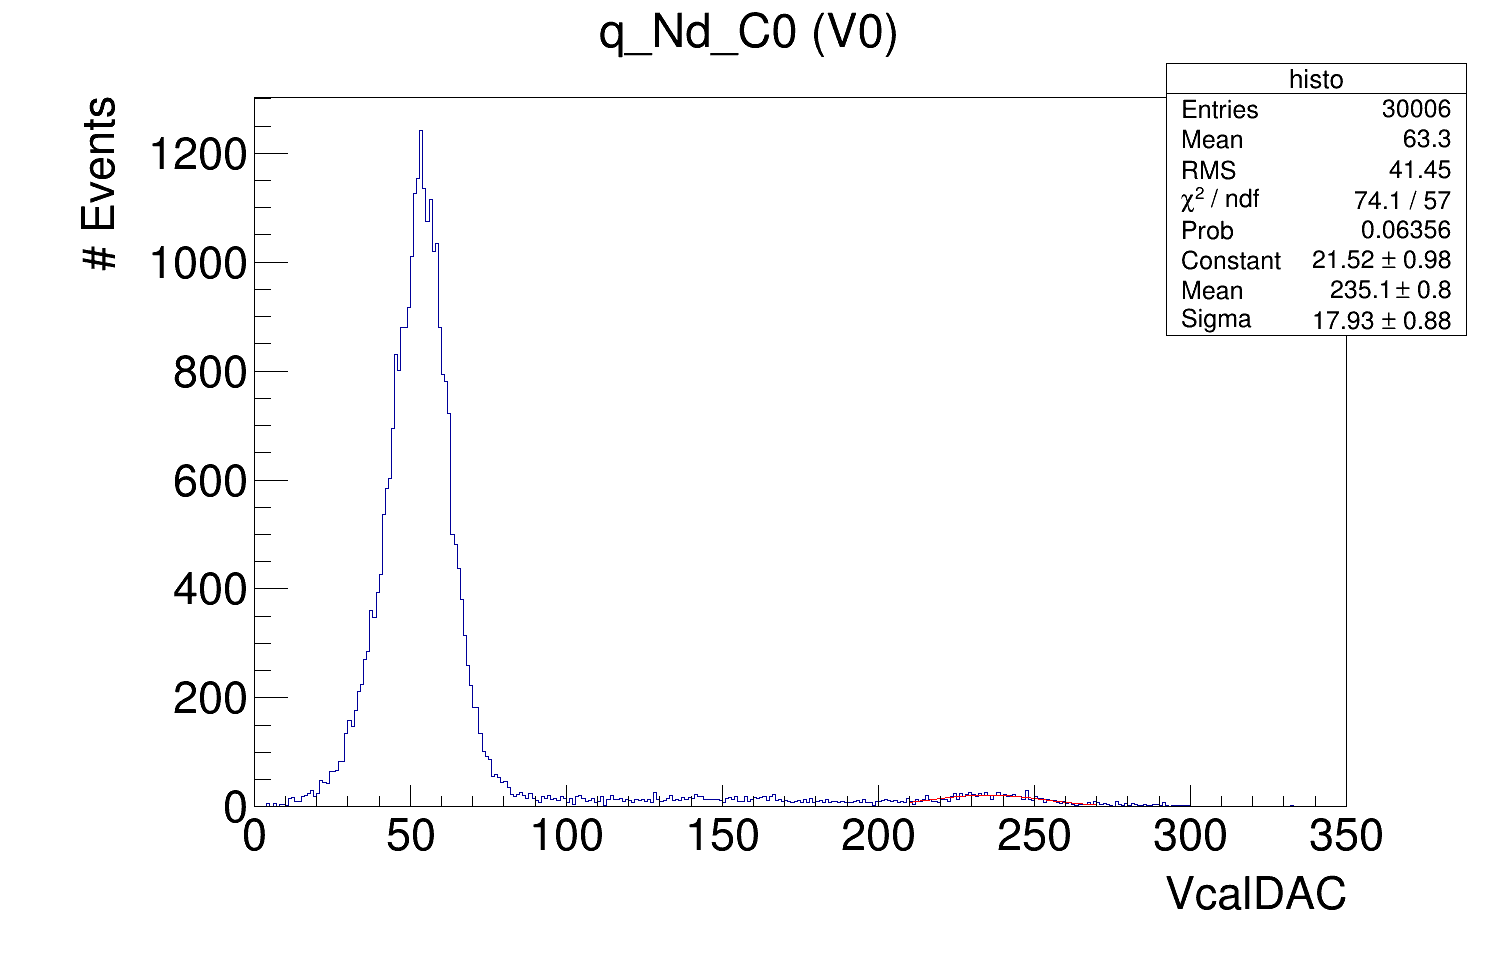 q_Nd_C0 (V0)
histo
Entries 30006
Mean 63.3
RMS 41.45
χ² / ndf 74.1 / 57
Prob 0.06356
Constant 21.52 ± 0.98
Mean 235.1 ± 0.8
Sigma 17.93 ± 0.88
# Events
1200
1000
800
600
400
200
0
0 50 100 150 200 250 300 350
VcalDAC